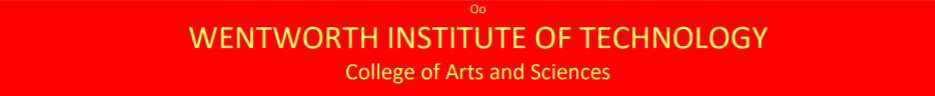 Oo
WENTWORTH INSTITUTE OF TECHNOLOGY
College of Arts and Sciences